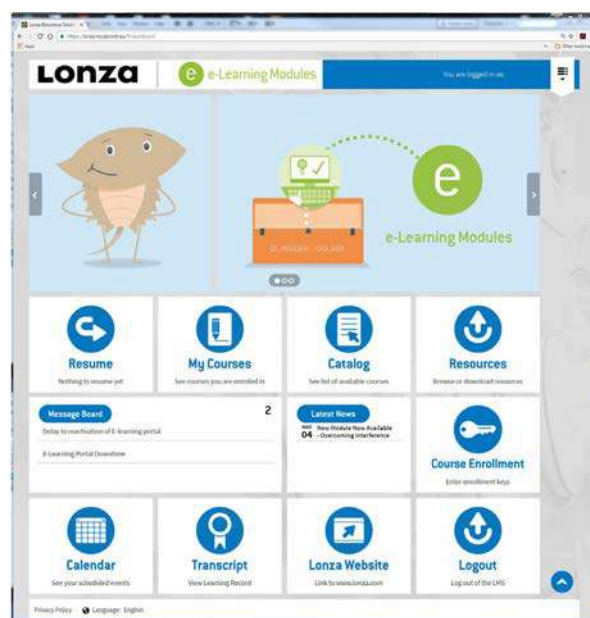 Apps
Lonza
e e-Learning Modules
You are logged in as:
e
e-Learning Modules
Resume
Nothing to resume yet
My Courses
See courses you are enrolled in
Catalog
See list of available courses
Resources
Browse or download resources
Message Board
2
Delay to reactivation of E-learning portal
E-Learning Portal Downtime
Latest News
MAR
04
New Module Now Available
- Overcoming Interference
Course Enrollment
Enter enrollment keys
Calendar
See your scheduled events
Transcript
View Learning Record
Lonza Website
Link to www.lonza.com
Logout
Log out of the LMS
Privacy Policy Language: English